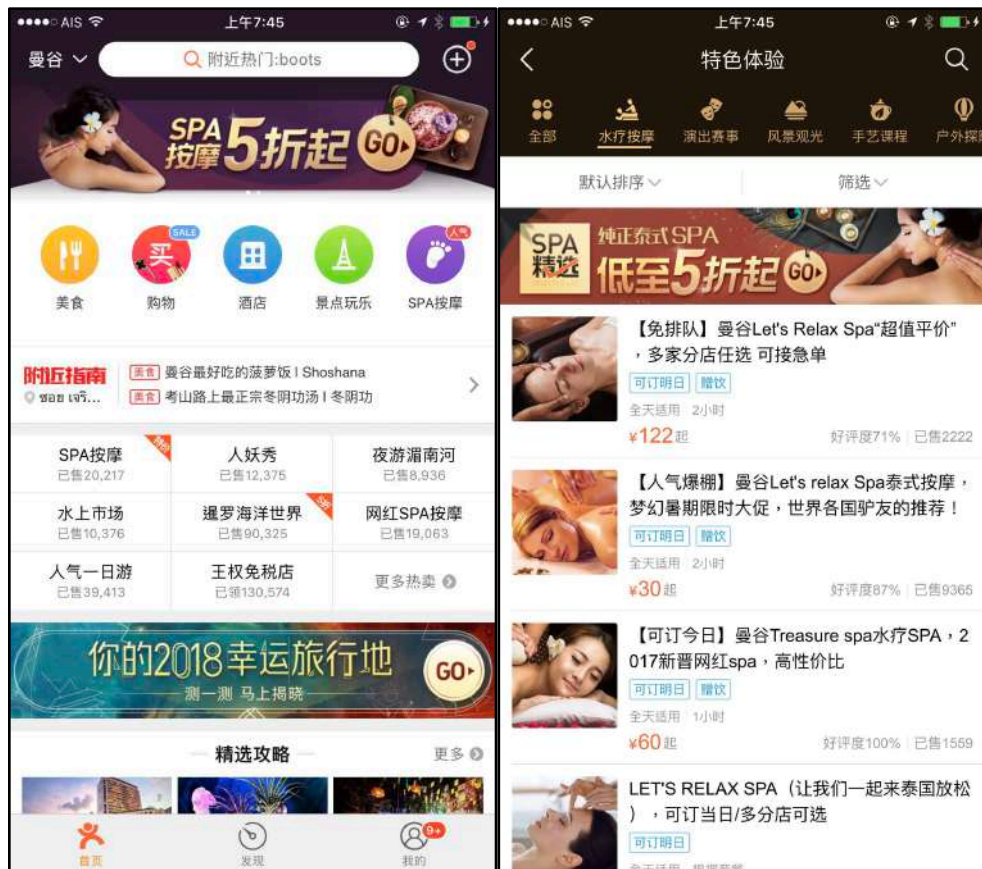 AIS
上午7:45
曼谷
附近热门:boots
SPA
按摩 5折起 GO
SALE
人气
买
美食
购物
酒店
景点玩乐
SPA按摩
附近指南
美食 曼谷最好吃的菠萝饭 | Shoshana
ซอย เจริ...
美食 考山路上最正宗冬阴功汤 | 冬阴功
SPA按摩
已售20,217
特价
人妖秀
已售12,375
夜游湄南河
已售8,936
水上市场
已售10,376
暹罗海洋世界
已售90,325
5折
网红SPA按摩
已售19,063
人气一日游
已售39,413
王权免税店
已领130,574
更多热卖
你的2018幸运旅行地
测一测 马上揭晓
GO
精选攻略
更多
首页
发现
9+
我的
AIS
上午7:45
特色体验
全部
水疗按摩
演出赛事
风景观光
手艺课程
户外探
默认排序
筛选
SPA
精选
纯正泰式SPA
低至5折起 GO
【免排队】曼谷Let's Relax Spa“超值平价”
，多家分店任选 可接急单
可订明日 赠饮
全天适用 2小时
¥122起
好评度71% 已售2222
【人气爆棚】曼谷Let's relax Spa泰式按摩，
梦幻暑期限时大促，世界各国驴友的推荐！
可订明日 赠饮
全天适用 2小时
¥30起
好评度87% 已售9365
【可订今日】曼谷Treasure spa水疗SPA，2
017新晋网红spa，高性价比
可订明日 赠饮
全天适用 1小时
¥60起
好评度100% 已售1559
LET'S RELAX SPA（让我们一起来泰国放松
），可订当日/多分店可选
可订明日